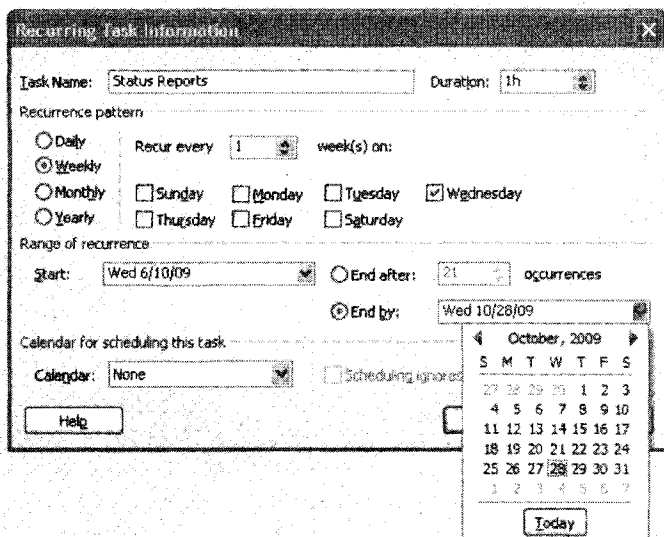 Recurring Task Information
Task Name: Status Reports Duration: 1h
Recurrence pattern
Daily
Recur every 1 week(s) on:
Weekly
Monthly Sunday Monday Tuesday Wednesday
Yearly Thursday Friday Saturday
Range of recurrence
Start: Wed 6/10/09 End after: 21 occurrences
End by: Wed 10/28/09
Calendar for scheduling this task
Calendar: None Scheduling ignores
Help
October, 2009
S M T W T F S
27 28 29 30 1 2 3
4 5 6 7 8 9 10
11 12 13 14 15 16 17
18 19 20 21 22 23 24
25 26 27 28 29 30 31
1 2 3 4 5 6 7
Today